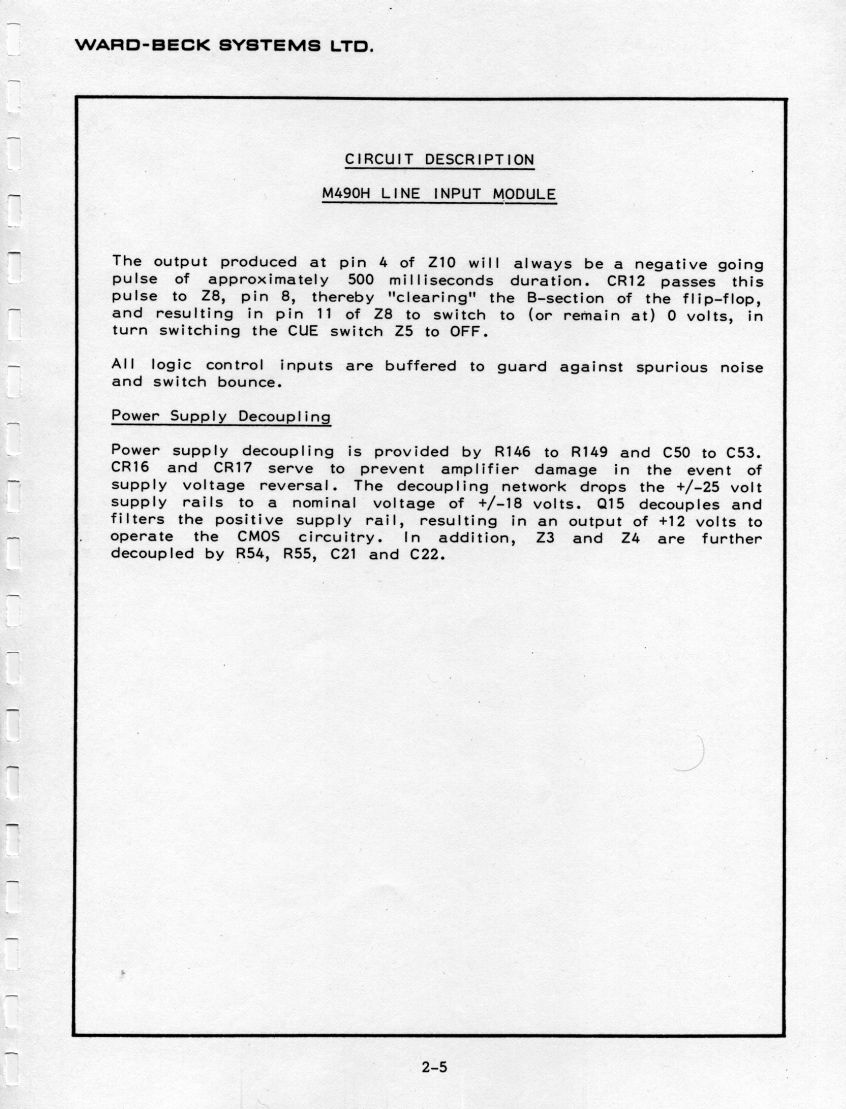 WARD-BECK SYSTEMS LTD.
CIRCUIT DESCRIPTION
M490H LINE INPUT MODULE
The output produced at pin 4 of Z10 will always be a negative going
pulse of approximately 500 milliseconds duration. CR12 passes this
pulse to Z8, pin 8, thereby "clearing" the B-section of the flip-flop,
and resulting in pin 11 of Z8 to switch to (or remain at) 0 volts, in
turn switching the CUE switch Z5 to OFF.
All logic control inputs are buffered to guard against spurious noise
and switch bounce.
Power Supply Decoupling
Power supply decoupling is provided by R146 to R149 and C50 to C53.
CR16 and CR17 serve to prevent amplifier damage in the event of
supply voltage reversal. The decoupling network drops the +/-25 volt
supply rails to a nominal voltage of +/-18 volts. Q15 decouples and
filters the positive supply rail, resulting in an output of +12 volts to
operate the CMOS circuitry. In addition, Z3 and Z4 are further
decoupled by R54, R55, C21 and C22.
2-5